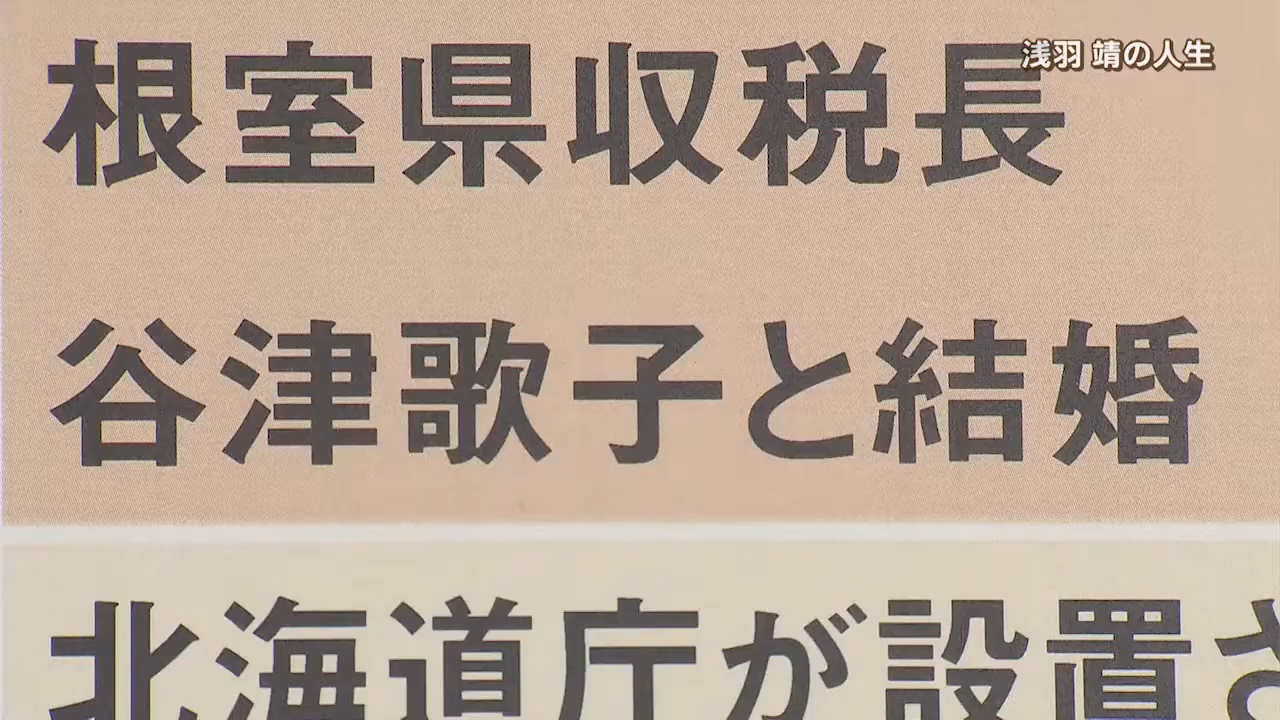 浅羽 靖の人生
根室県収税長
谷津歌子と結婚
北海道庁が設置さ